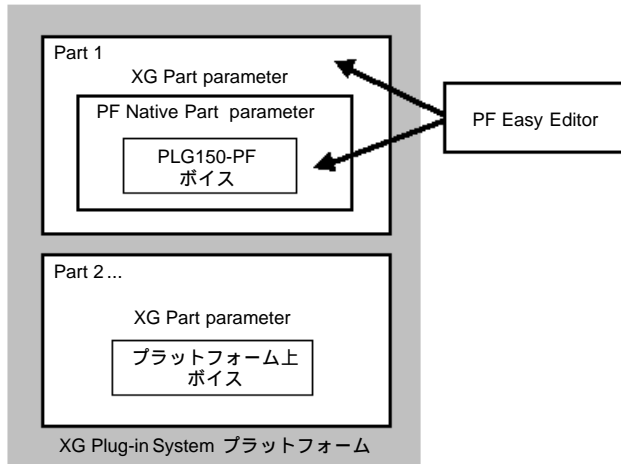 Part 1
XG Part parameter
PF Native Part parameter
PLG150-PF
ボイス
PF Easy Editor
Part 2...
XG Part parameter
プラットフォーム上
ボイス
XG Plug-in System プラットフォーム